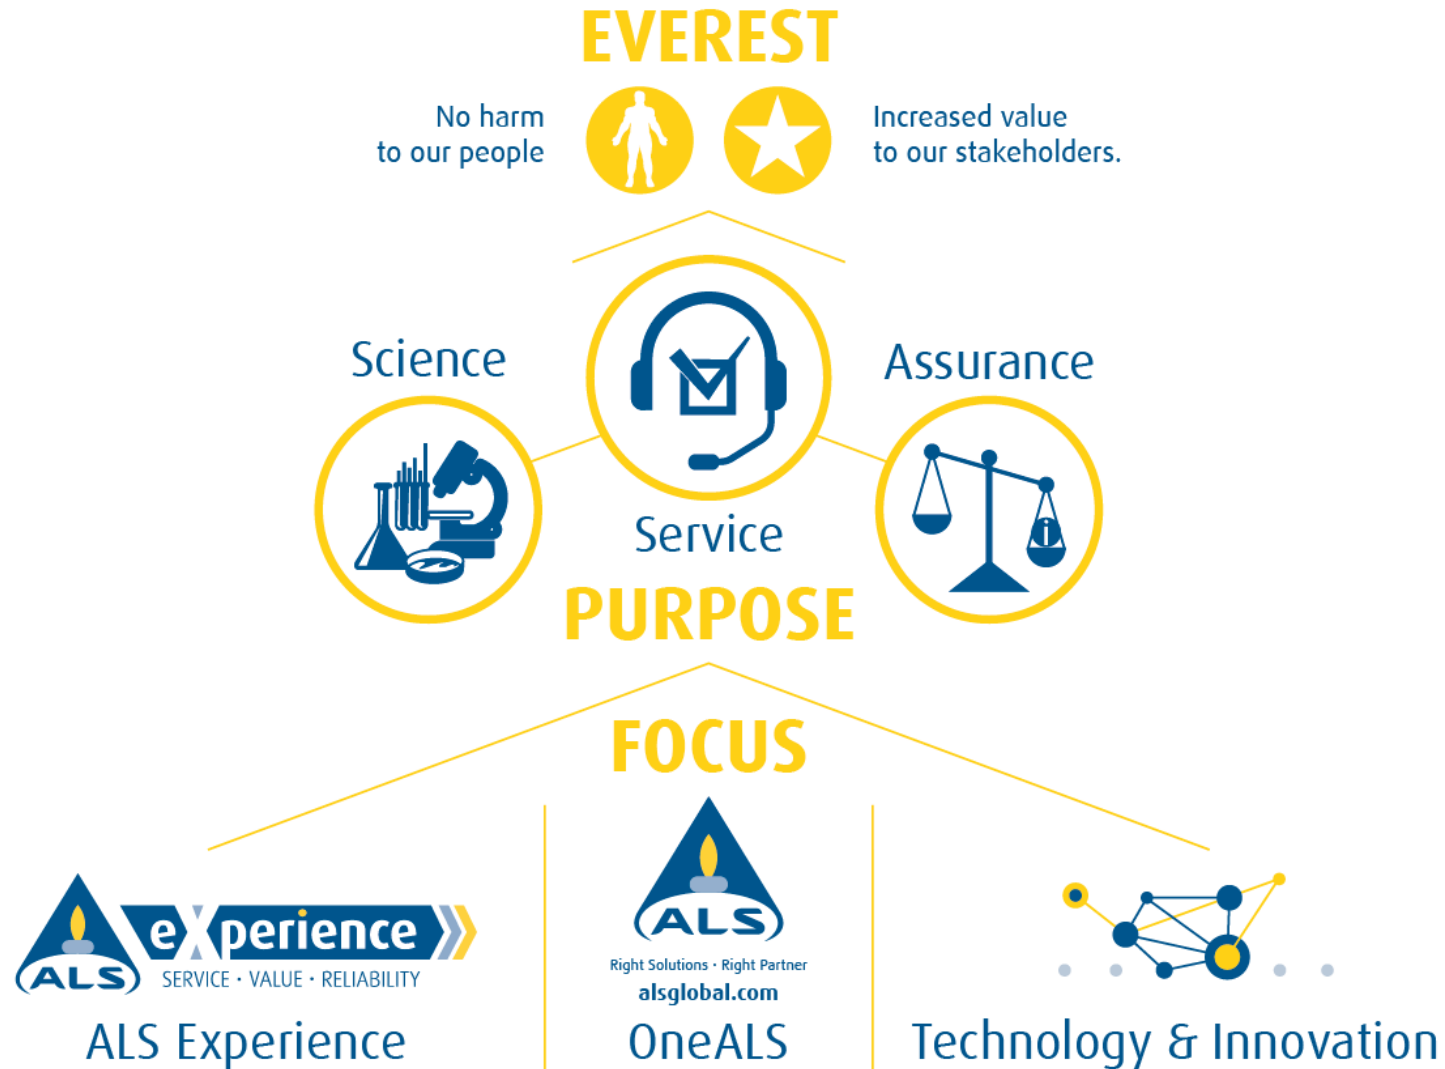 EVEREST
No harm
to our people
Increased value
to our stakeholders.
Science
Assurance
i
Service
PURPOSE
FOCUS
ALS
eXperience
SERVICE · VALUE · RELIABILITY
ALS Experience
ALS
Right Solutions · Right Partner
alsglobal.com
OneALS
Technology & Innovation